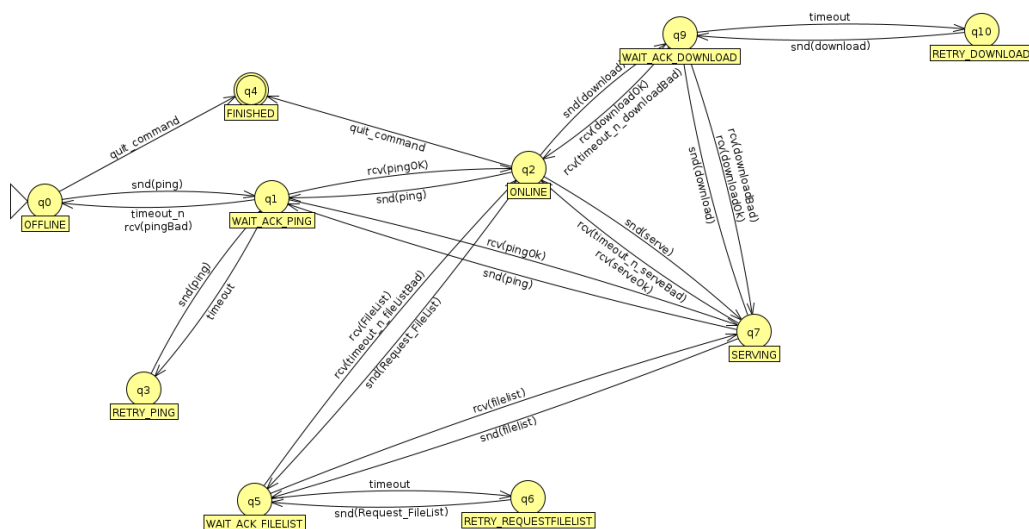 timeout
q9
q10
snd(download)
WAIT_ACK_DOWNLOAD
RETRY_DOWNLOAD
q4
FINISHED
snd(download)
rcv(downloadOK)
rcv(timeout_n_downloadBad)
rcv(downloadBad)
rcv(downloadOK)
snd(download)
quit_command
quit_command
q2
ONLINE
rcv(pingOK)
snd(ping)
snd(ping)
q0
OFFLINE
timeout_n
rcv(pingBad)
q1
WAIT_ACK_PING
snd(serve)
rcv(timeout_n_serveBad)
rcv(serveOk)
rcv(pingOk)
snd(ping)
snd(ping)
timeout
rcv(FileList)
rcv(timeout_n_fileListBad)
snd(Request_FileList)
q7
SERVING
q3
RETRY_PING
rcv(filelist)
snd(filelist)
q5
WAIT_ACK_FILELIST
timeout
snd(Request_FileList)
q6
RETRY_REQUESTFILELIST